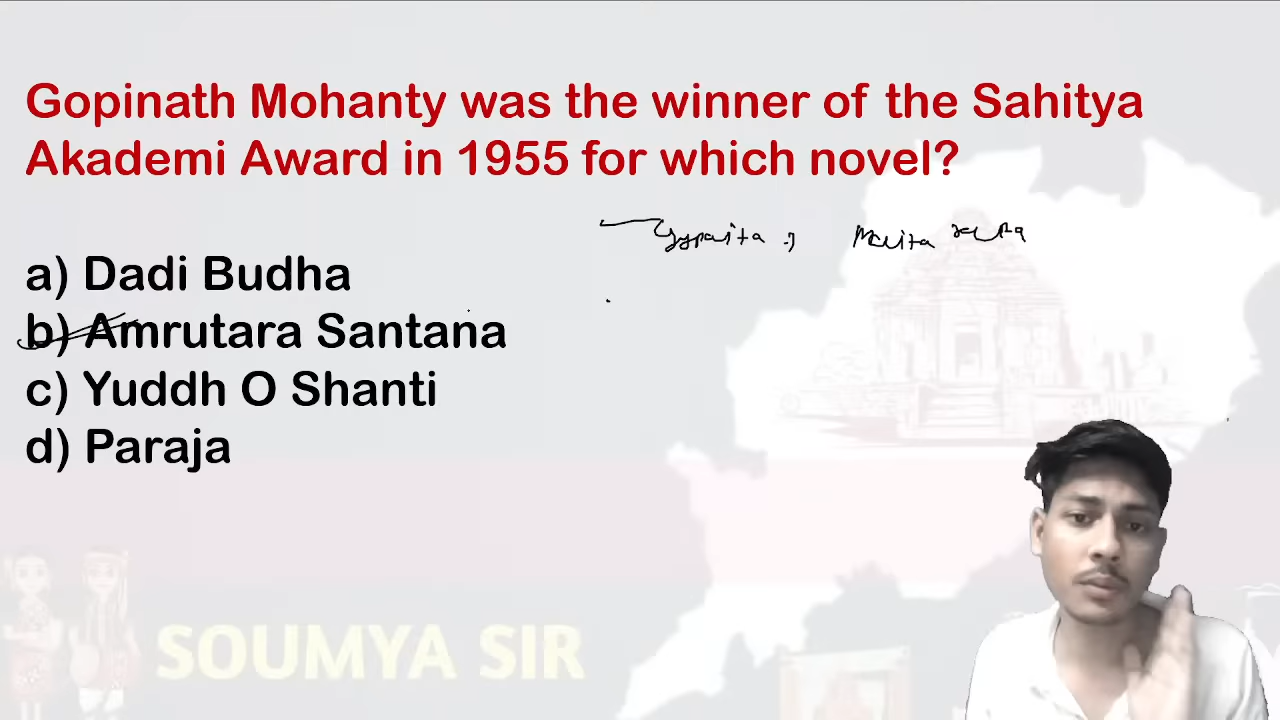 Gopinath Mohanty was the winner of the Sahitya
Akademi Award in 1955 for which novel?
a) Dadi Budha
b) Amrutara Santana
c) Yuddh O Shanti
d) Paraja
SOUMYA SIR